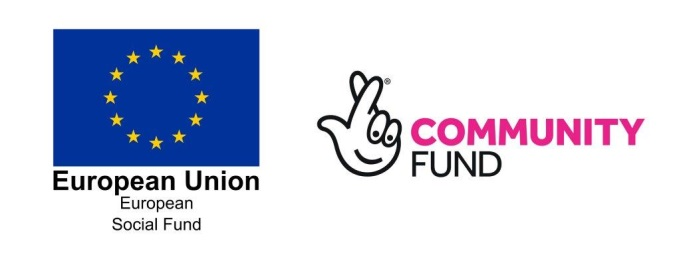 European Union
European
Social Fund
®
COMMUNITY
FUND